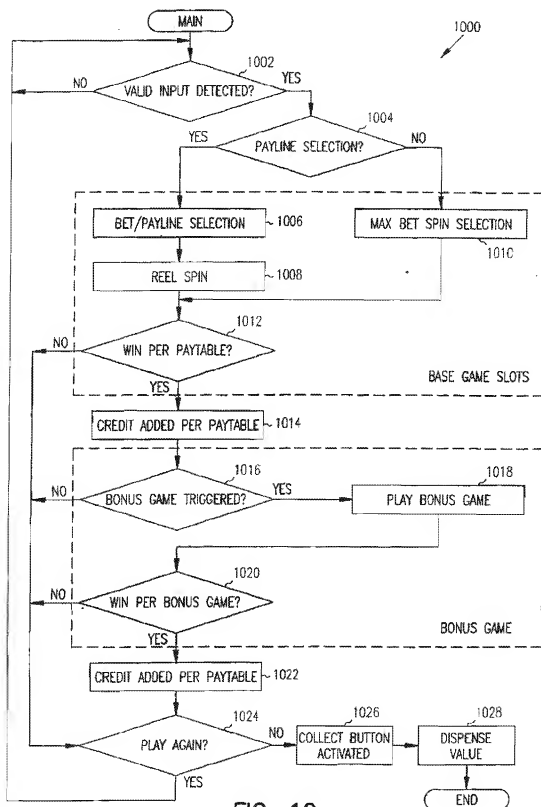 MAIN
1000
1002
NO
VALID INPUT DETECTED?
YES
1004
YES
PAYLINE SELECTION?
NO
BET/PAYLINE SELECTION
1006
MAX BET SPIN SELECTION
1010
REEL SPIN
1008
1012
NO
WIN PER PAYTABLE?
YES
BASE GAME SLOTS
CREDIT ADDED PER PAYTABLE
1014
1016
1018
NO
BONUS GAME TRIGGERED?
YES
PLAY BONUS GAME
1020
NO
WIN PER BONUS GAME?
YES
BONUS GAME
CREDIT ADDED PER PAYTABLE
1022
1024
1026
1028
PLAY AGAIN?
NO
COLLECT BUTTON
ACTIVATED
DISPENSE
VALUE
YES
END